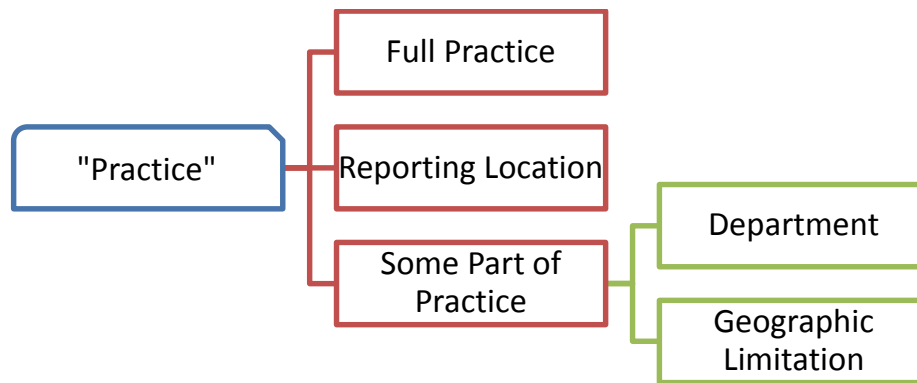 "Practice"
Full Practice
Reporting Location
Some Part of
Practice
Department
Geographic
Limitation